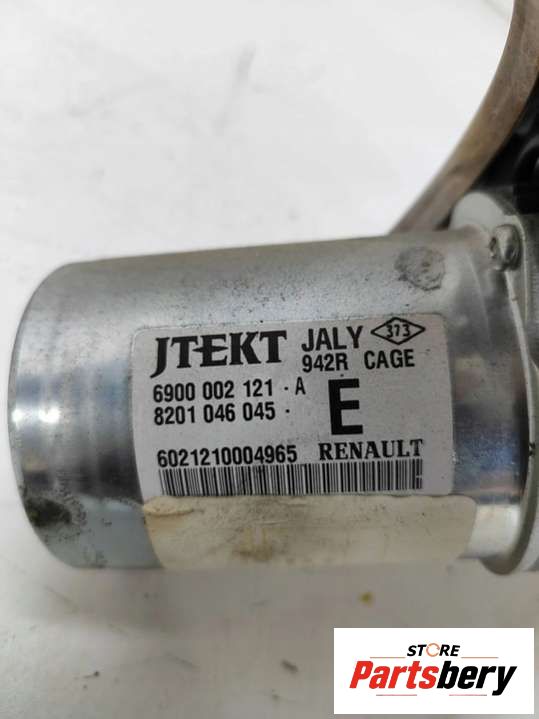 JTEKT JALY 373
942R CAGE
6900 002 121 - A
8201 046 045 - E
6021210004965 RENAULT
STORE
Partsbery